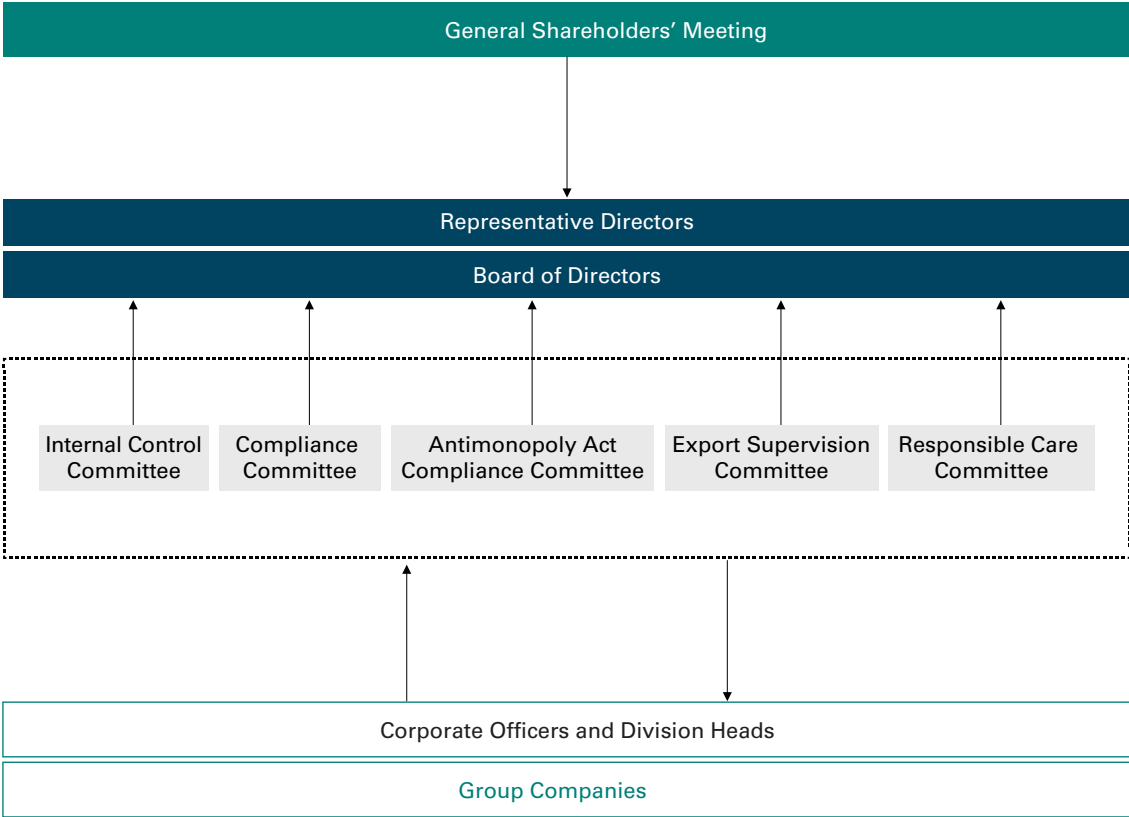 General Shareholders’ Meeting
Representative Directors
Board of Directors
Internal Control
Committee
Compliance
Committee
Antimonopoly Act
Compliance Committee
Export Supervision
Committee
Responsible Care
Committee
Corporate Officers and Division Heads
Group Companies